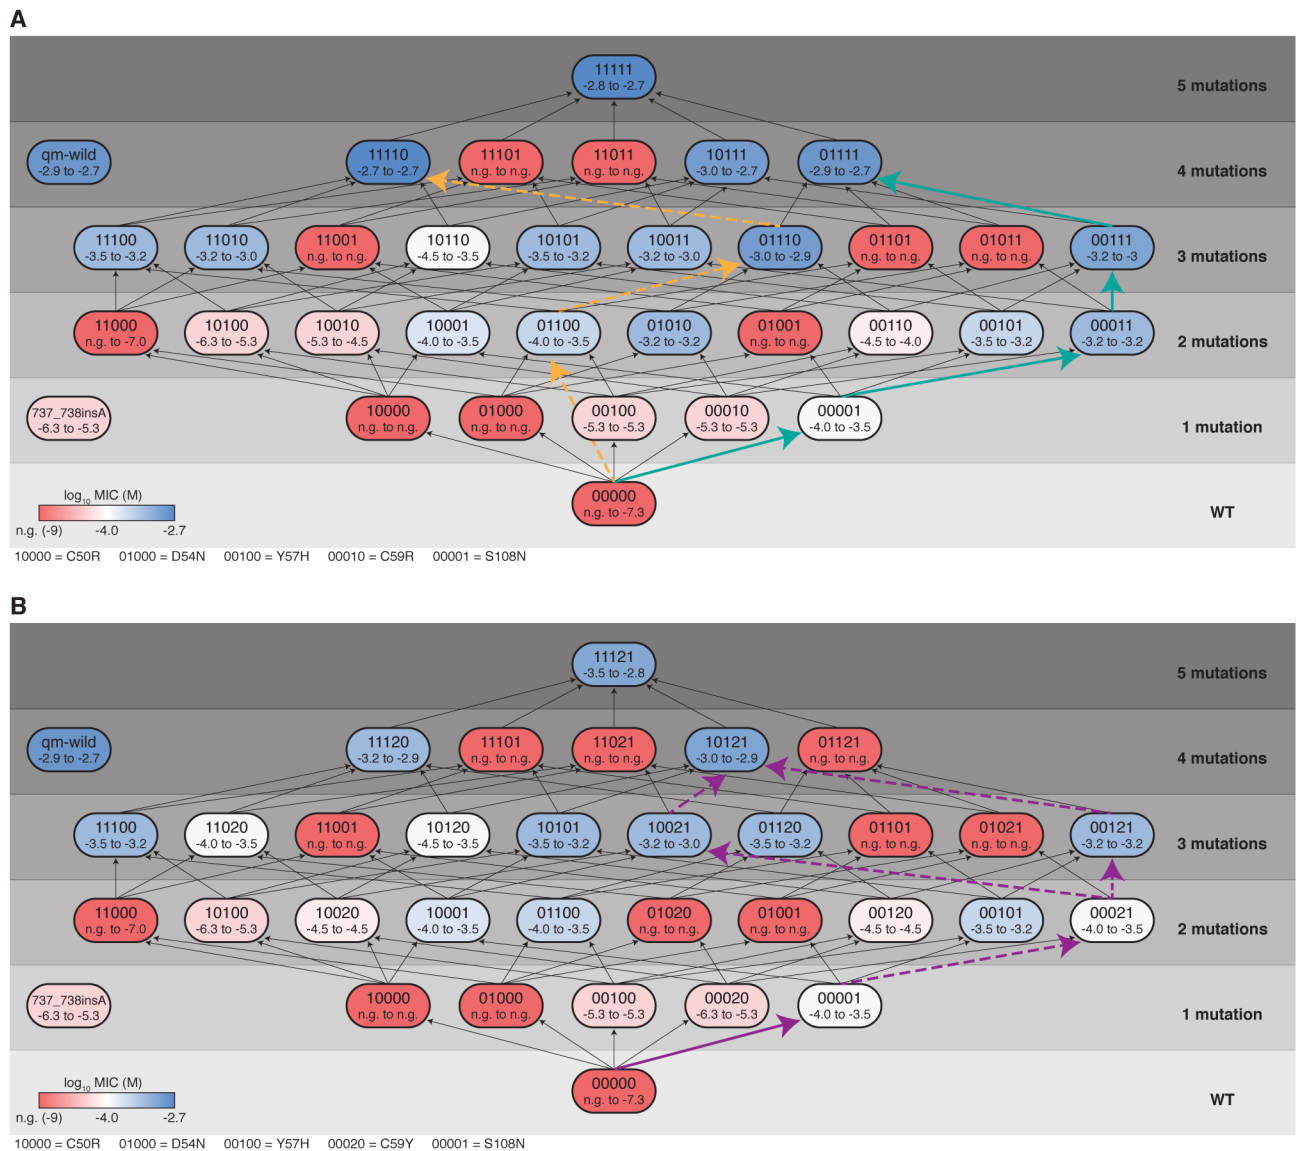 A
11111
-2.8 to -2.7
5 mutations
qm-wild
-2.9 to -2.7
11110
-2.7 to -2.7
11101
n.g. to n.g.
11011
n.g. to n.g.
10111
-3.0 to -2.7
01111
-2.9 to -2.7
4 mutations
11100
-3.5 to -3.2
11010
-3.2 to -3.0
11001
n.g. to n.g.
10110
-4.5 to -3.5
10101
-3.5 to -3.2
10011
-3.2 to -3.0
01110
-3.0 to -2.9
01101
n.g. to n.g.
01011
n.g. to n.g.
00111
-3.2 to -3
3 mutations
11000
n.g. to -7.0
10100
-6.3 to -5.3
10010
-5.3 to -4.5
10001
-4.0 to -3.5
01100
-4.0 to -3.5
01010
-3.2 to -3.2
01001
n.g. to n.g.
00110
-4.5 to -4.0
00101
-3.5 to -3.2
00011
-3.2 to -3.2
2 mutations
737_738insA
-6.3 to -5.3
10000
n.g. to n.g.
01000
n.g. to n.g.
00100
-5.3 to -5.3
00010
-5.3 to -5.3
00001
-4.0 to -3.5
1 mutation
00000
n.g. to -7.3
WT
log10 MIC (M)
n.g. (-9) -4.0 -2.7
10000 = C50R 01000 = D54N 00100 = Y57H 00010 = C59R 00001 = S108N
B
11121
-3.5 to -2.8
5 mutations
qm-wild
-2.9 to -2.7
11120
-3.2 to -2.9
11101
n.g. to n.g.
11021
n.g. to n.g.
10121
-3.0 to -2.9
01121
n.g. to n.g.
4 mutations
11100
-3.5 to -3.2
11020
-4.0 to -3.5
11001
n.g. to n.g.
10120
-4.5 to -3.5
10101
-3.5 to -3.2
10021
-3.2 to -3.0
01120
-3.5 to -3.2
01101
n.g. to n.g.
01021
n.g. to n.g.
00121
-3.2 to -3.2
3 mutations
11000
n.g. to -7.0
10100
-6.3 to -5.3
10020
-4.5 to -4.5
10001
-4.0 to -3.5
01100
-4.0 to -3.5
01020
n.g. to n.g.
01001
n.g. to n.g.
00120
-4.5 to -4.5
00101
-3.5 to -3.2
00021
-4.0 to -3.5
2 mutations
737_738insA
-6.3 to -5.3
10000
n.g. to n.g.
01000
n.g. to n.g.
00100
-5.3 to -5.3
00020
-6.3 to -5.3
00001
-4.0 to -3.5
1 mutation
00000
n.g. to -7.3
WT
log10 MIC (M)
n.g. (-9) -4.0 -2.7
10000 = C50R 01000 = D54N 00100 = Y57H 00020 = C59Y 00001 = S108N